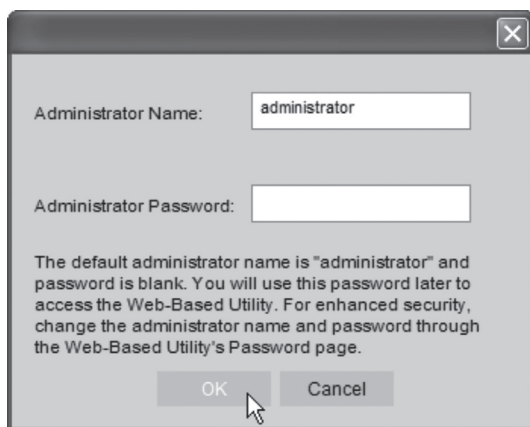 Administrator Name: administrator
Administrator Password:
The default administrator name is "administrator" and
password is blank. You will use this password later to
access the Web-Based Utility. For enhanced security,
change the administrator name and password through
the Web-Based Utility's Password page.
OK Cancel